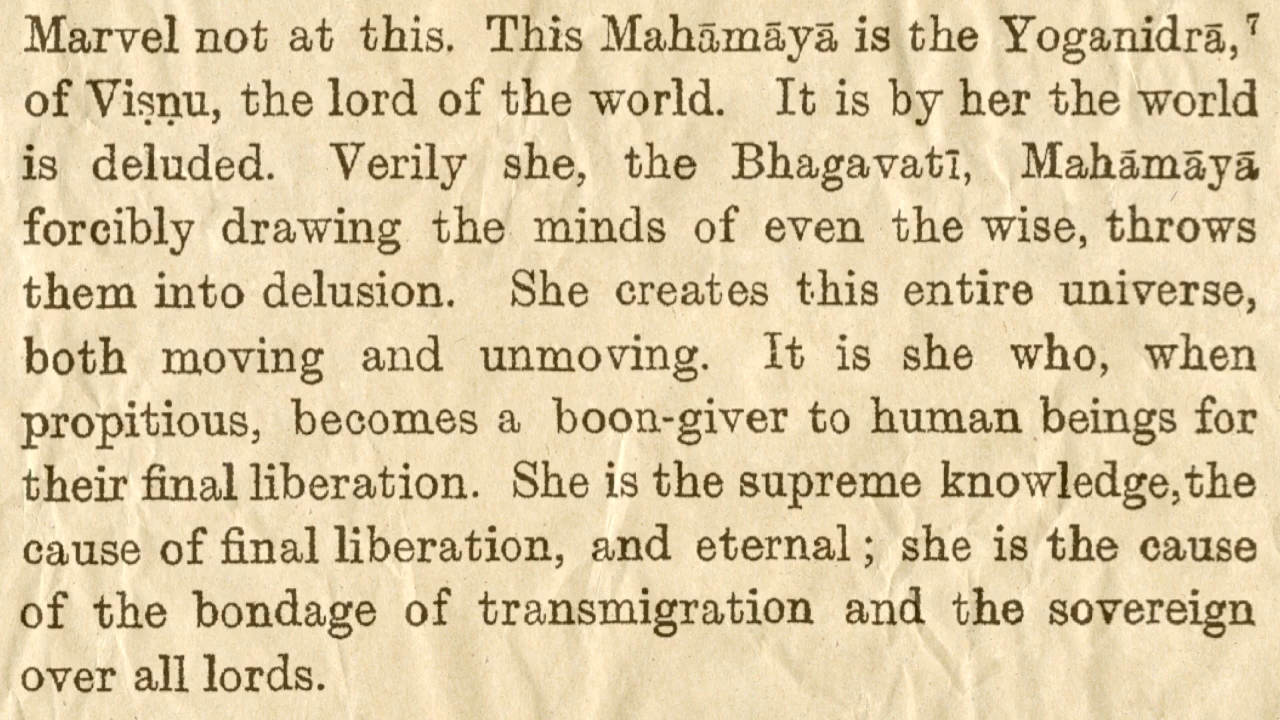 Marvel not at this. This Mahāmāyā is the Yoganidrā,⁷
of Viṣṇu, the lord of the world. It is by her the world
is deluded. Verily she, the Bhagavatī, Mahāmāyā
forcibly drawing the minds of even the wise, throws
them into delusion. She creates this entire universe,
both moving and unmoving. It is she who, when
propitious, becomes a boon-giver to human beings for
their final liberation. She is the supreme knowledge,the
cause of final liberation, and eternal ; she is the cause
of the bondage of transmigration and the sovereign
over all lords.